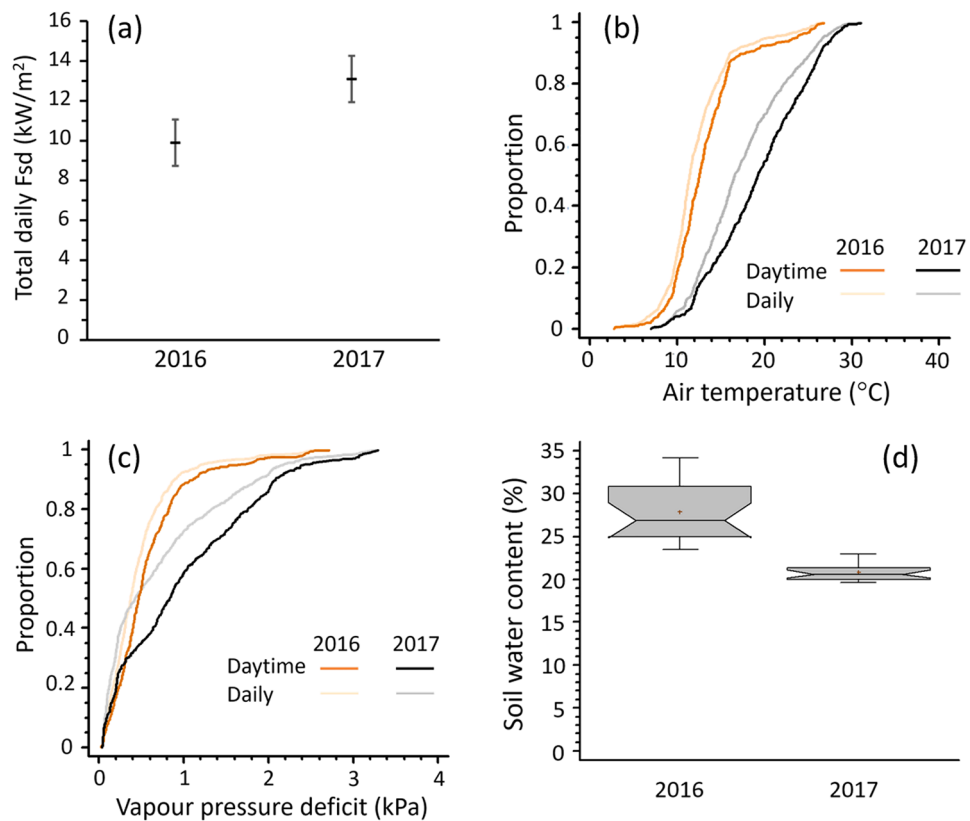 (a)
Total daily Fsd (kW/m²)
16
14
12
10
8
6
4
2
0
2016
2017
(b)
Proportion
1
0.8
0.6
0.4
0.2
0
2016 2017
Daytime
Daily
0 10 20 30 40
Air temperature (°C)
(c)
Proportion
1
0.8
0.6
0.4
0.2
0
2016 2017
Daytime
Daily
0 1 2 3 4
Vapour pressure deficit (kPa)
(d)
Soil water content (%)
35
30
25
20
15
10
5
0
2016
2017